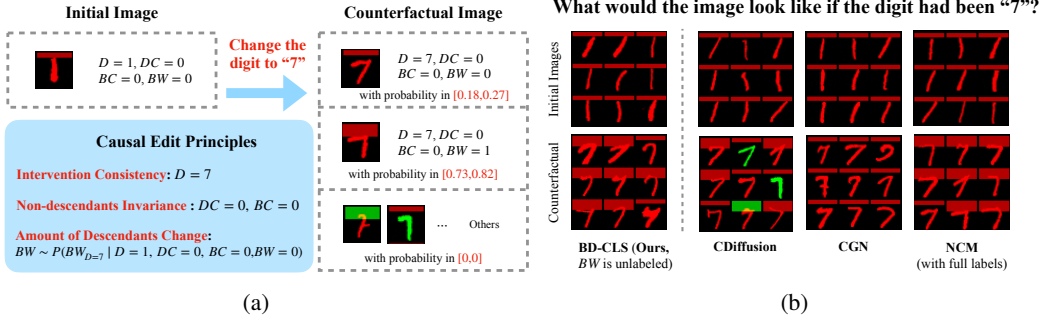 Initial Image
Counterfactual Image
D = 1, DC = 0
BC = 0, BW = 0
Change the
digit to “7”
D = 7, DC = 0
BC = 0, BW = 0
with probability in [0.18,0.27]
D = 7, DC = 0
BC = 0, BW = 1
with probability in [0.73,0.82]
... Others
with probability in [0,0]
Causal Edit Principles
Intervention Consistency: D = 7
Non-descendants Invariance : DC = 0, BC = 0
Amount of Descendants Change:
BW ∼ P(BW_{D=7} | D = 1, DC = 0, BC = 0,BW = 0)
(a)
What would the image look like if the digit had been “7”?
Initial Images
Counterfactual
BD-CLS (Ours,
BW is unlabeled)
CDiffusion
CGN
NCM
(with full labels)
(b)